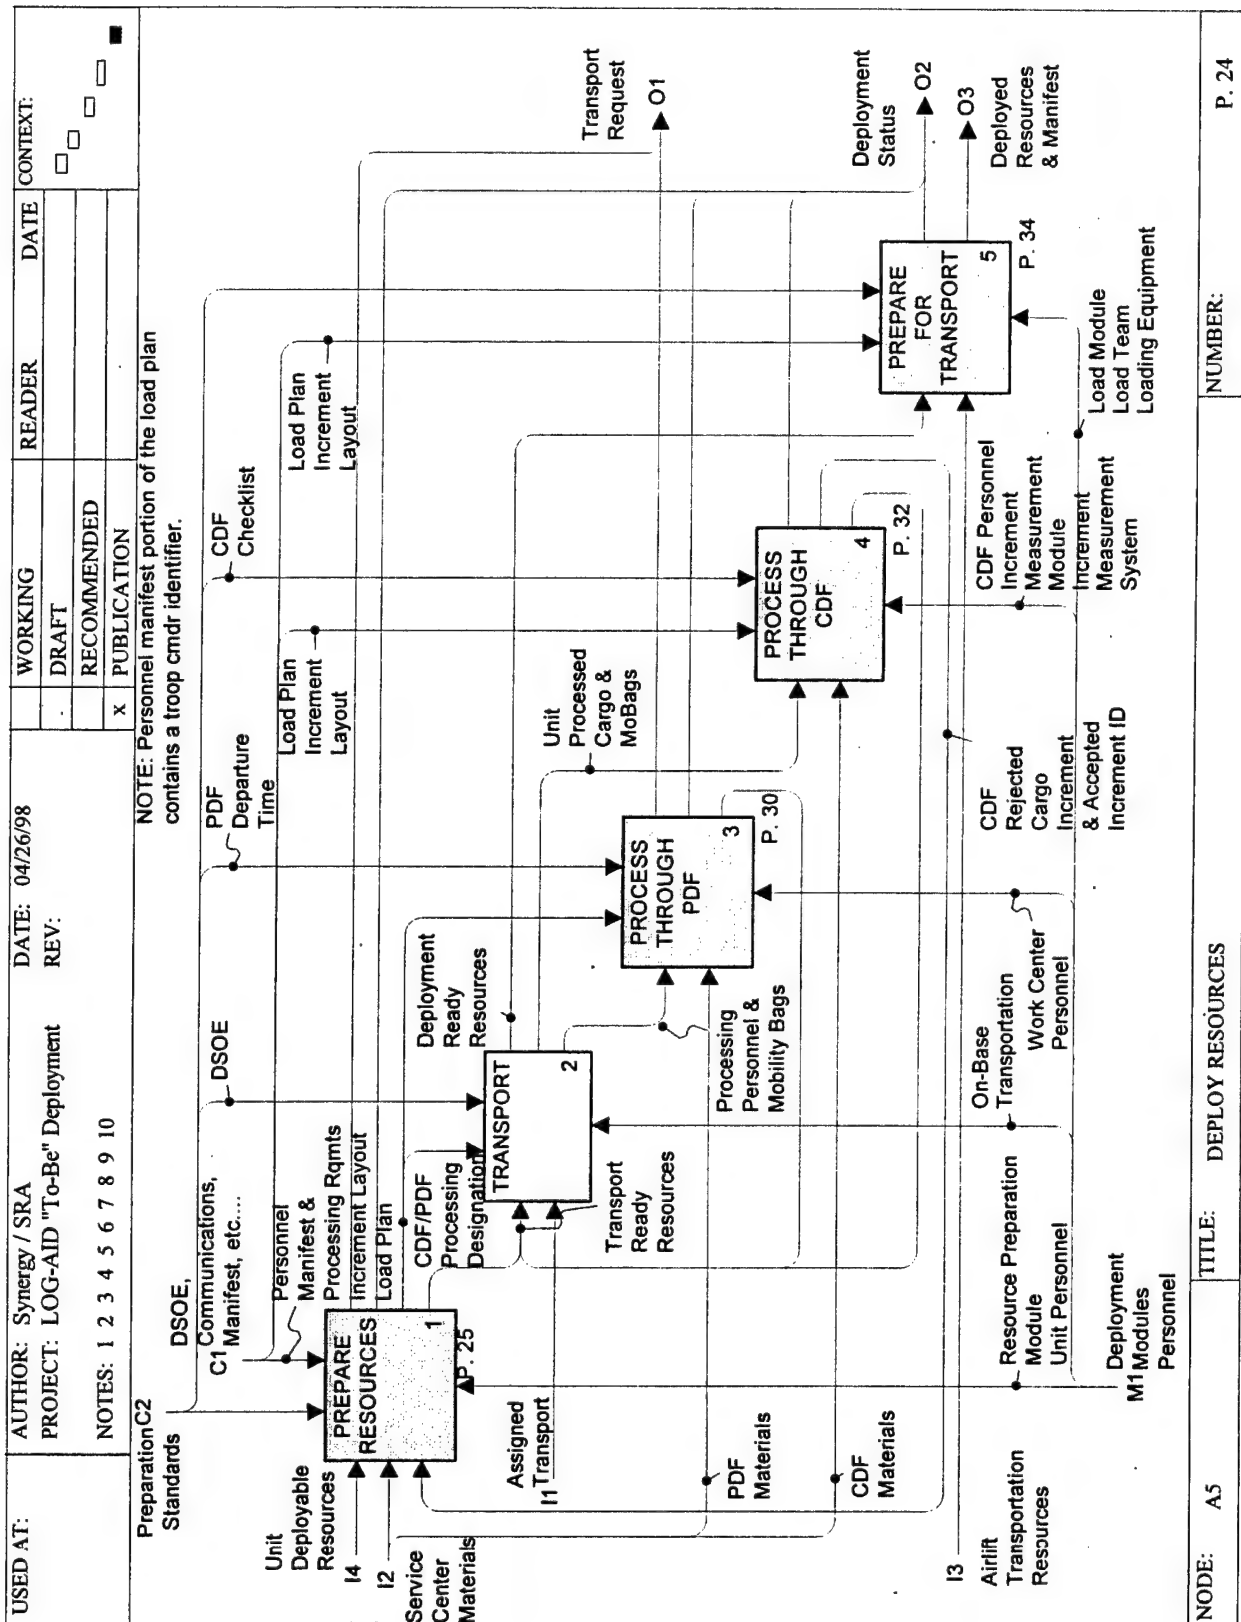 USED AT:
AUTHOR: Synergy / SRA
PROJECT: LOG-AID "To-Be" Deployment
NOTES: 1 2 3 4 5 6 7 8 9 10
DATE: 04/26/98
REV:
WORKING
DRAFT
RECOMMENDED
x PUBLICATION
READER
DATE
CONTEXT:
NOTE: Personnel manifest portion of the load plan
contains a troop cmdr identifier.
Preparation C2
Standards
DSOE,
Communications,
C1 Manifest, etc....
Personnel
Manifest &
Processing Rqmts
Increment Layout
Load Plan
DSOE
PDF
Departure
Time
CDF
Checklist
Load Plan
Increment
Layout
Load Plan
Increment
Layout
Transport
Request
O1
Deployment
Status
O2
O3
Deployed
Resources
& Manifest
Unit
Deployable
Resources
I4
I2
Service
Center
Materials
PREPARE
RESOURCES
1
P. 25
CDF/PDF
Processing
Designation
Assigned
I1 Transport
TRANSPORT
2
Transport
Ready
Resources
Deployment
Ready
Resources
Processing
Personnel &
Mobility Bags
PROCESS
THROUGH
PDF
3
P. 30
Unit
Processed
Cargo &
MoBags
PROCESS
THROUGH
CDF
4
P. 32
PREPARE
FOR
TRANSPORT
5
P. 34
PDF
Materials
CDF
Materials
I3
Airlift
Transportation
Resources
Resource Preparation
Module
Unit Personnel
M1
Deployment
Modules
Personnel
On-Base
Transportation
Work Center
Personnel
CDF
Rejected
Cargo
Increment
& Accepted
Increment ID
CDF Personnel
Increment
Measurement
Module
Increment
Measurement
System
Load Module
Load Team
Loading Equipment
NODE: A5
TITLE: DEPLOY RESOURCES
NUMBER:
P. 24